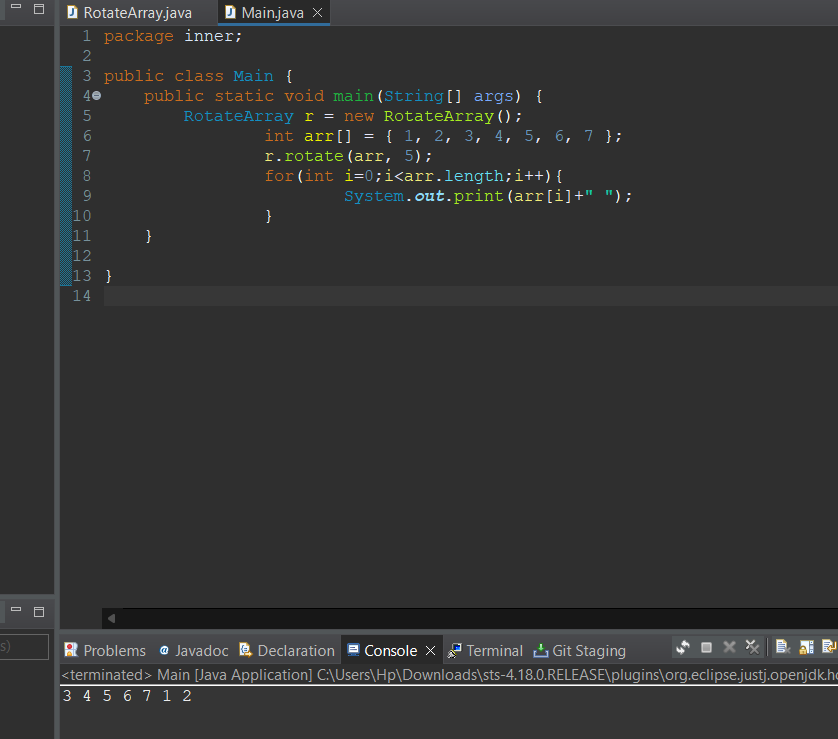 RotateArray.java Main.java
1 package inner;
2
3 public class Main {
4 public static void main(String[] args) {
5 RotateArray r = new RotateArray();
6 int arr[] = { 1, 2, 3, 4, 5, 6, 7 };
7 r.rotate(arr, 5);
8 for(int i=0;i<arr.length;i++){
9 System.out.print(arr[i]+" ");
10 }
11 }
12
13 }
14
s)
Problems @ Javadoc Declaration Console Terminal Git Staging
<terminated> Main [Java Application] C:\Users\Hp\Downloads\sts-4.18.0.RELEASE\plugins\org.eclipse.justj.openjdk.ho
3 4 5 6 7 1 2